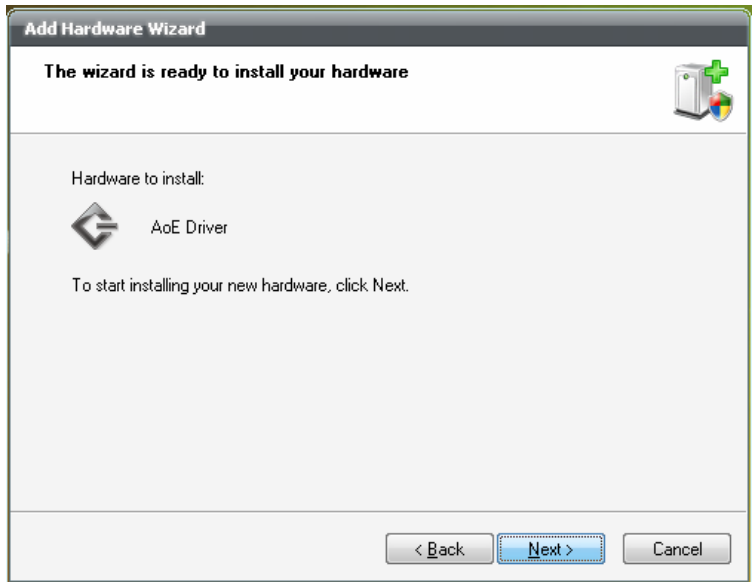 Add Hardware Wizard
The wizard is ready to install your hardware
Hardware to install:
AoE Driver
To start installing your new hardware, click Next.
< Back
Next >
Cancel